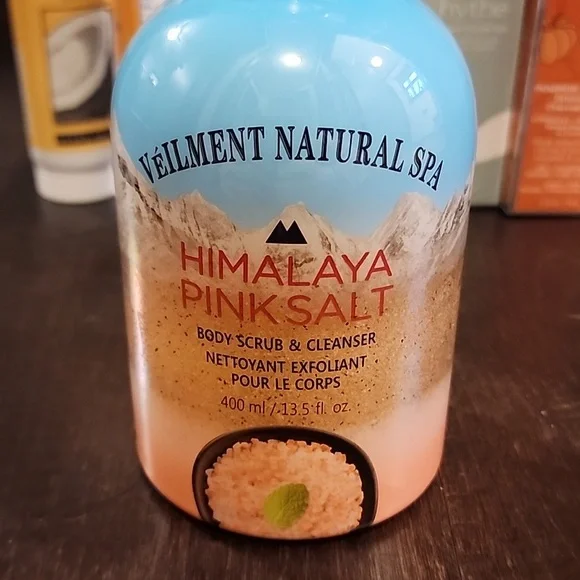 VÉILMENT NATURAL SPA
HIMALAYA
PINK SALT
BODY SCRUB & CLEANSER
NETTOYANT EXFOLIANT
POUR LE CORPS
400 ml / 13.5 fl. oz.